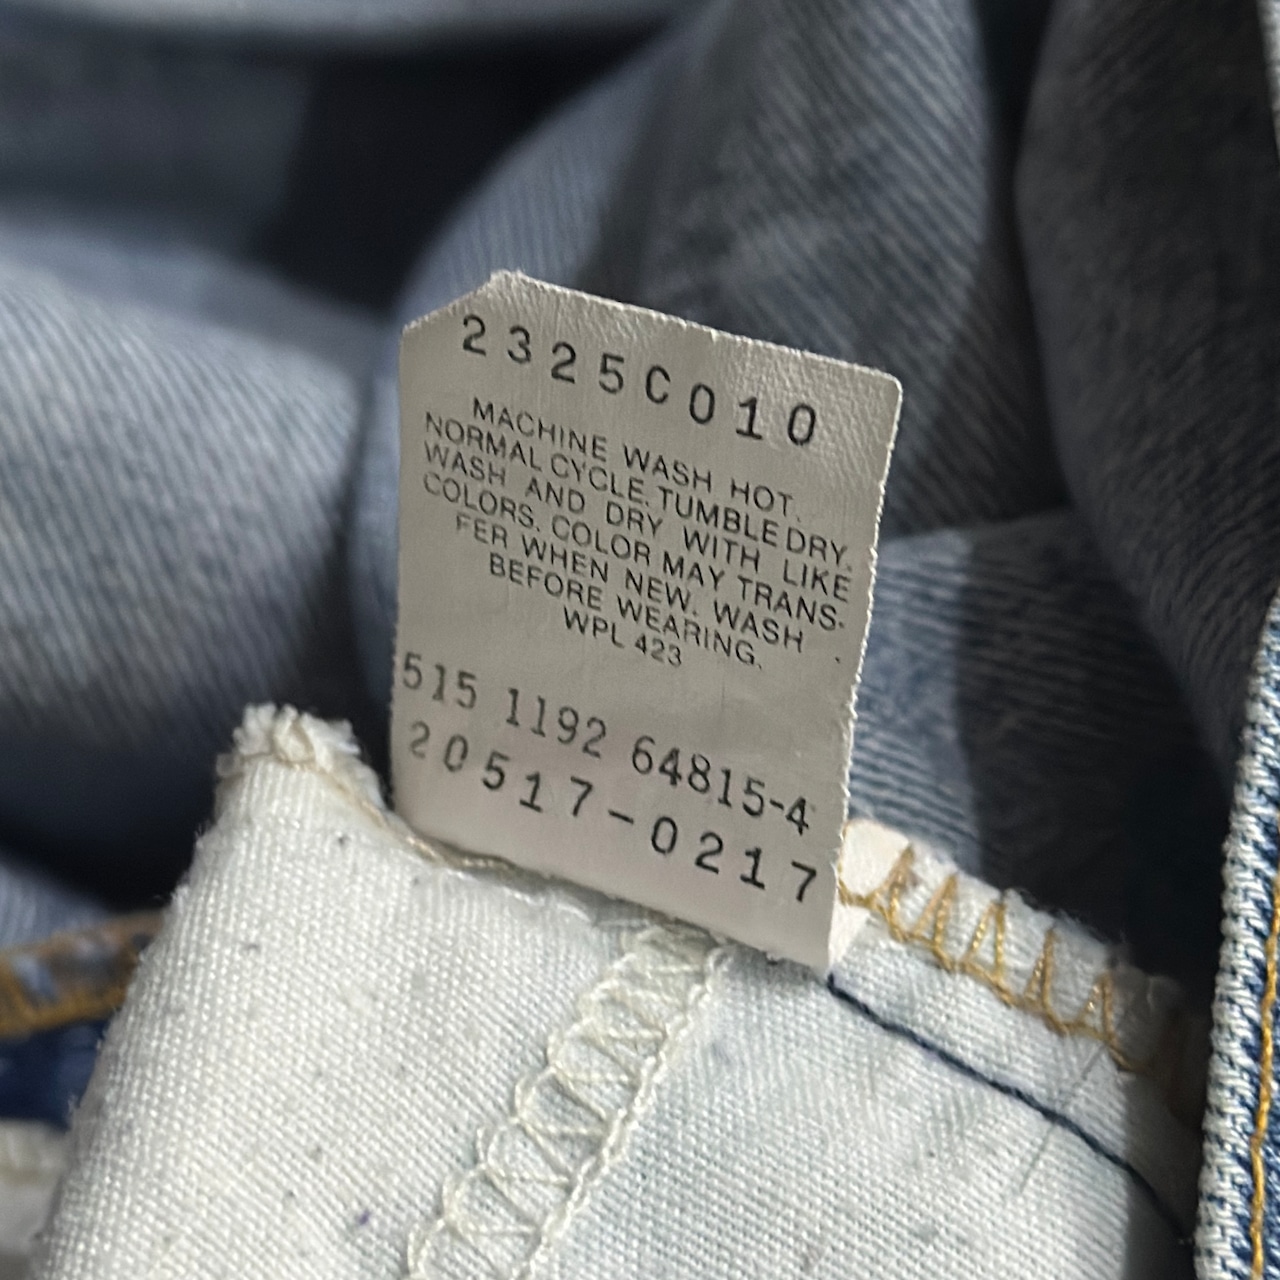 2325C010
MACHINE WASH HOT.
NORMAL CYCLE. TUMBLE DRY.
WASH AND DRY WITH LIKE
COLORS. COLOR MAY TRANS-
FER WHEN NEW. WASH
BEFORE WEARING.
WPL 423
515 1192 64815-4
20517-0217